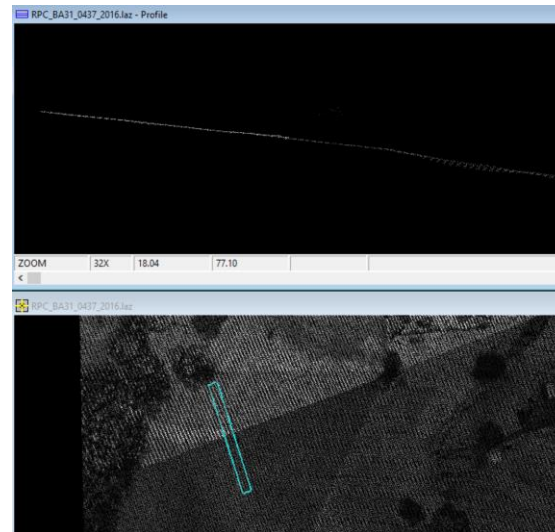 RPC_BA31_0437_2016.laz - Profile
ZOOM 32X 18.04 77.10
RPC_BA31_0437_2016.laz